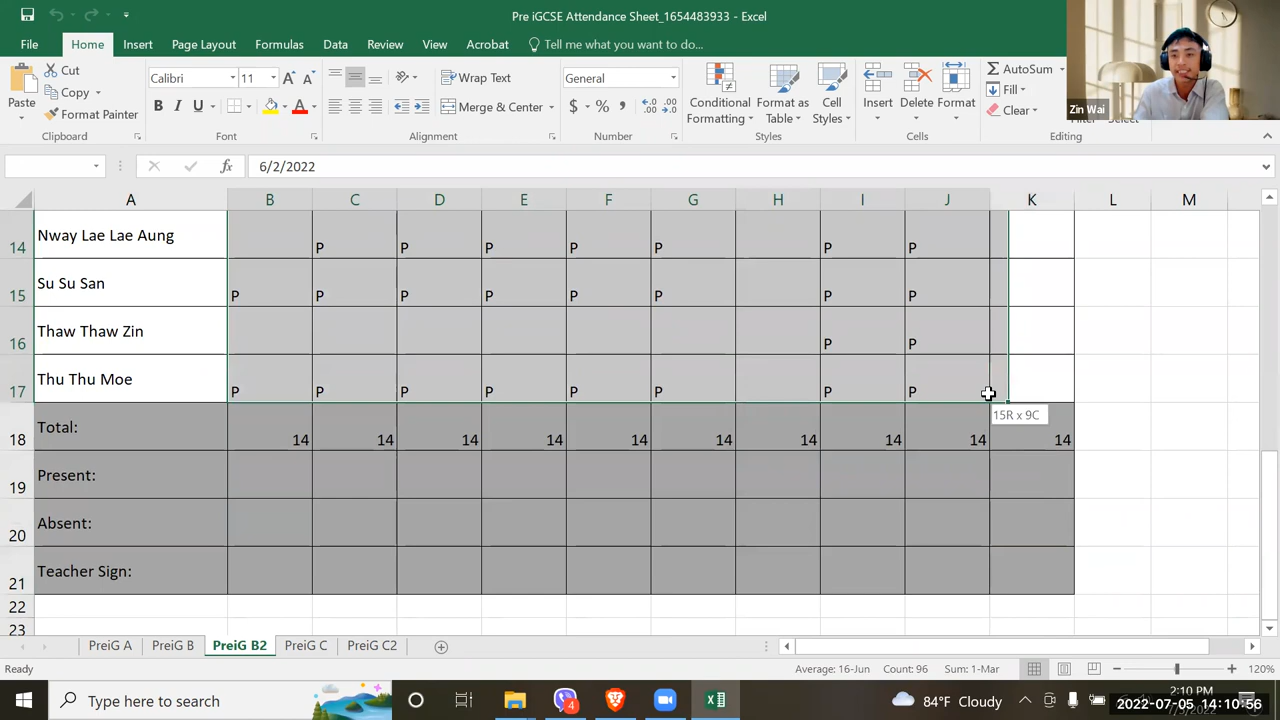 Pre iGCSE Attendance Sheet_1654483933 - Excel
File Home Insert Page Layout Formulas Data Review View Acrobat Tell me what you want to do...
Cut Calibri 11 Wrap Text General AutoSum
Copy Fill
Paste Format Painter B I U A Merge & Center $ % Conditional Formatting Format as Table Cell Styles Insert Delete Format Clear
Clipboard Font Alignment Number Styles Cells Editing
Zin Wai
fx 6/2/2022
A B C D E F G H I J K L M
14 Nway Lae Lae Aung P P P P P P P
15 Su Su San P P P P P P P P
16 Thaw Thaw Zin P P
17 Thu Thu Moe P P P P P P P P
15R x 9C
18 Total: 14 14 14 14 14 14 14 14 14 14
19 Present:
20 Absent:
21 Teacher Sign:
22
23
PreiG A PreiG B PreiG B2 PreiG C PreiG C2
Ready Average: 16-Jun Count: 96 Sum: 1-Mar 120%
Type here to search 4 84°F Cloudy 2:10 PM
2022-07-05 14:10:56